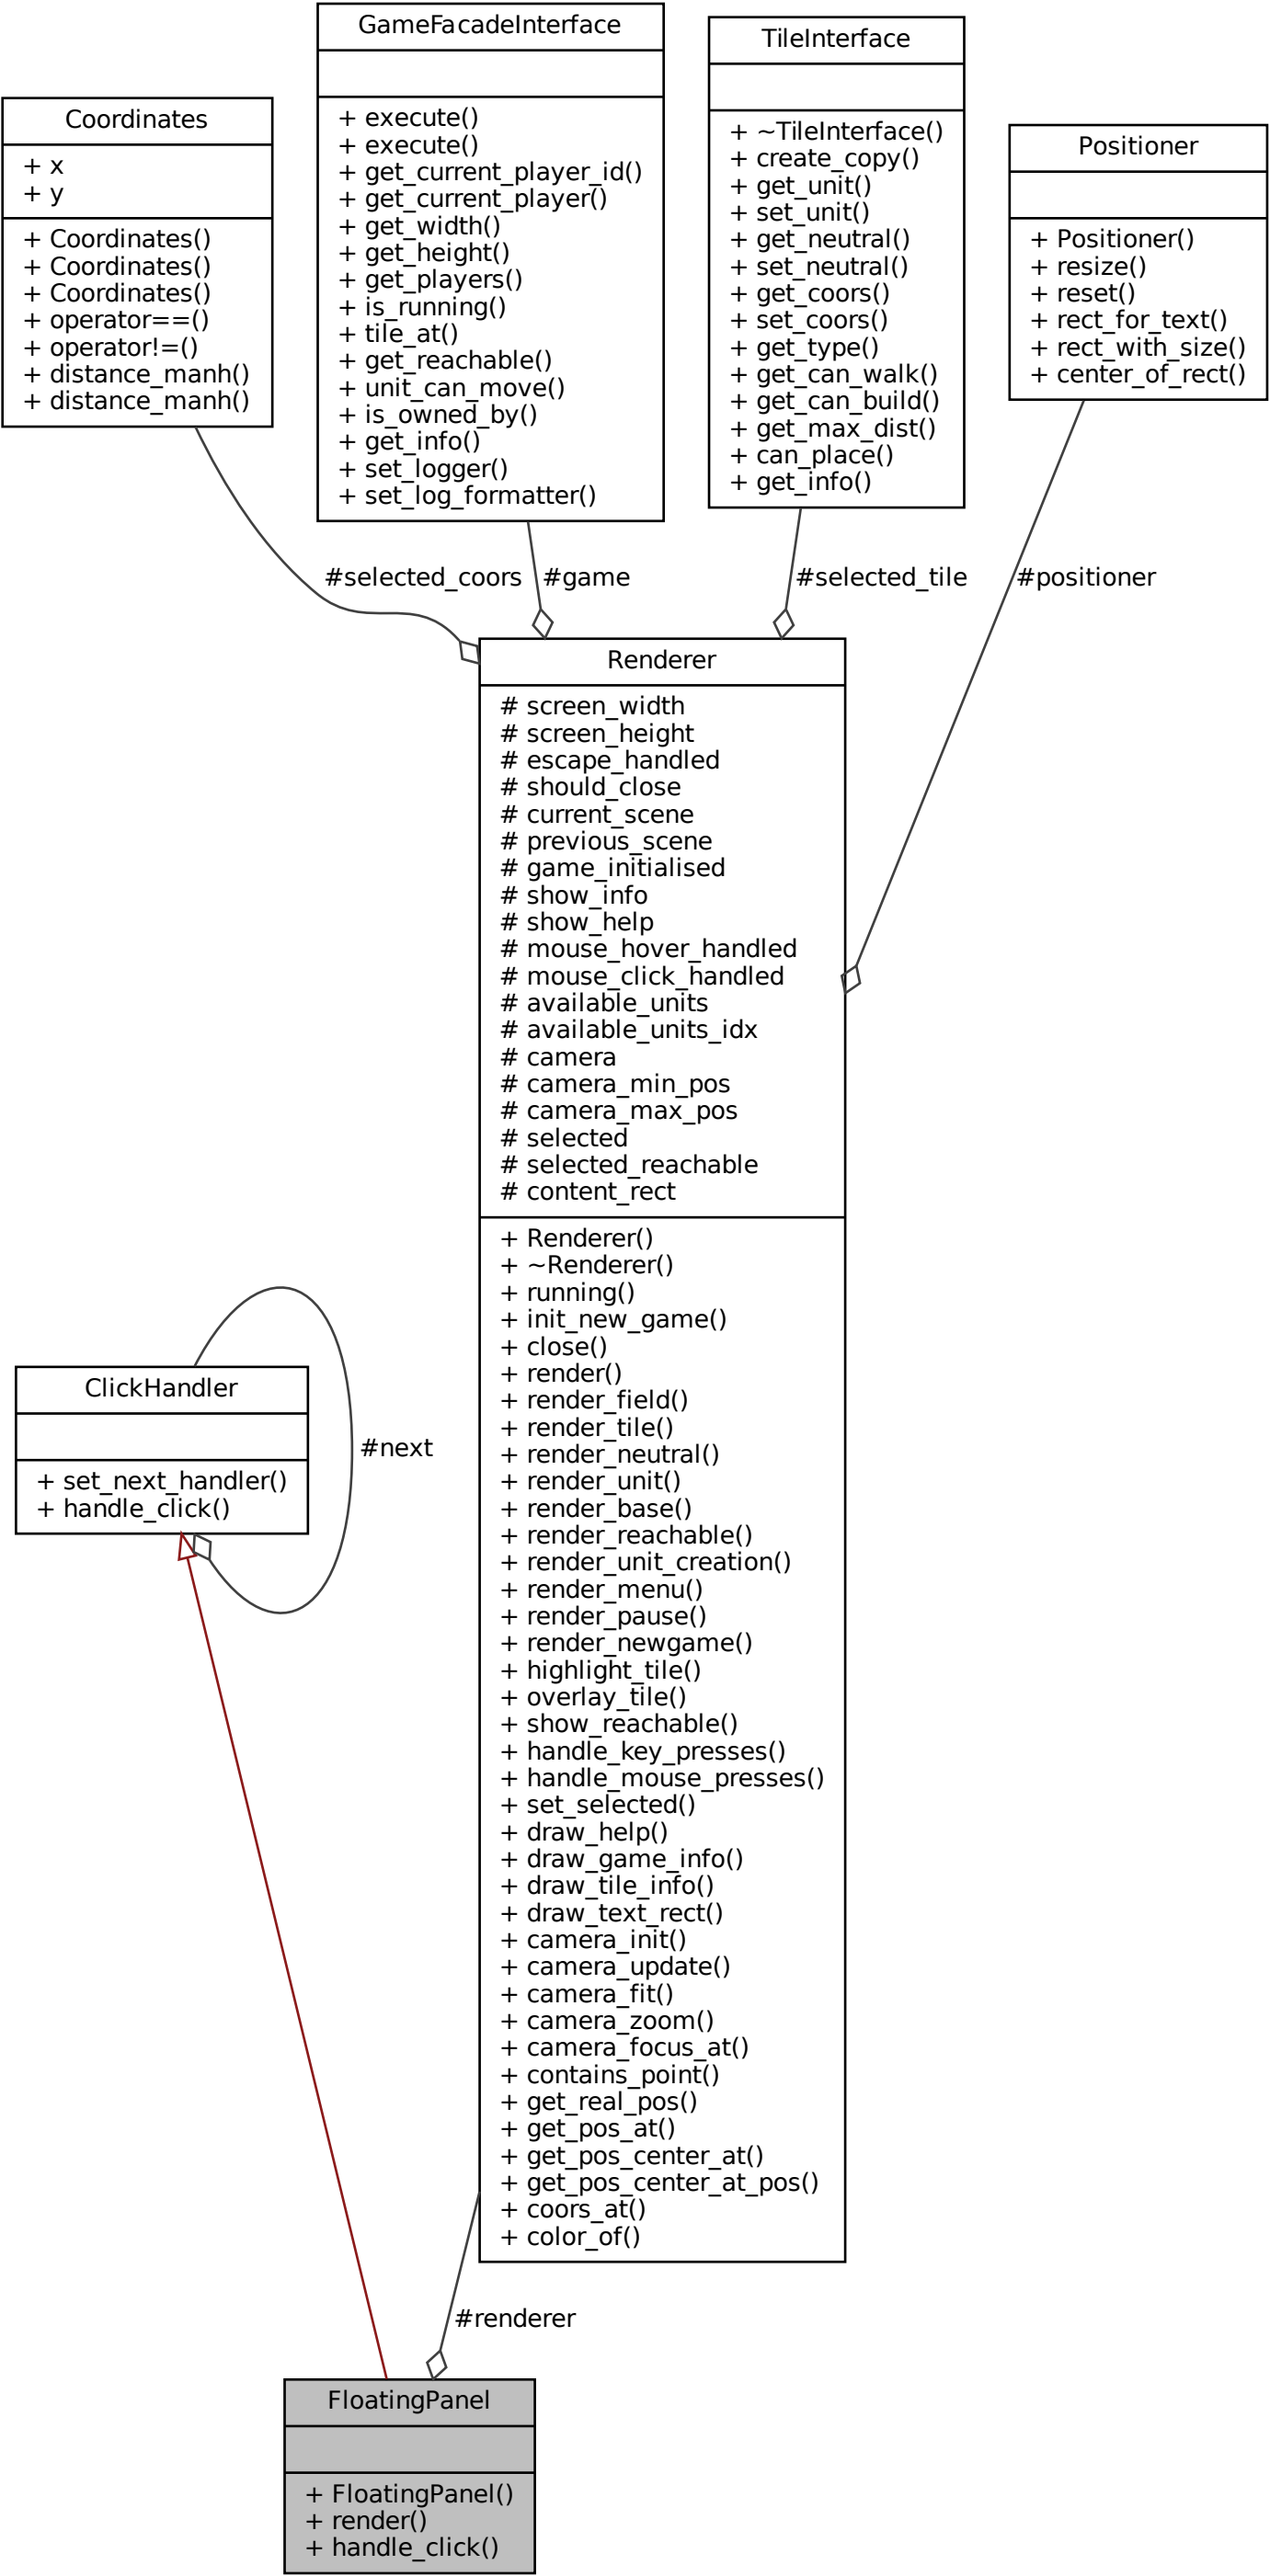 GameFacadeInterface
+ execute()
+ execute()
+ get_current_player_id()
+ get_current_player()
+ get_width()
+ get_height()
+ get_players()
+ is_running()
+ tile_at()
+ get_reachable()
+ unit_can_move()
+ is_owned_by()
+ get_info()
+ set_logger()
+ set_log_formatter()
TileInterface
+ ~TileInterface()
+ create_copy()
+ get_unit()
+ set_unit()
+ get_neutral()
+ set_neutral()
+ get_coors()
+ set_coors()
+ get_type()
+ get_can_walk()
+ get_can_build()
+ get_max_dist()
+ can_place()
+ get_info()
Coordinates
+ x
+ y
+ Coordinates()
+ Coordinates()
+ Coordinates()
+ operator==()
+ operator!=()
+ distance_manh()
+ distance_manh()
Positioner
+ Positioner()
+ resize()
+ reset()
+ rect_for_text()
+ rect_with_size()
+ center_of_rect()
#selected_coors
#game
#selected_tile
#positioner
Renderer
# screen_width
# screen_height
# escape_handled
# should_close
# current_scene
# previous_scene
# game_initialised
# show_info
# show_help
# mouse_hover_handled
# mouse_click_handled
# available_units
# available_units_idx
# camera
# camera_min_pos
# camera_max_pos
# selected
# selected_reachable
# content_rect
+ Renderer()
+ ~Renderer()
+ running()
+ init_new_game()
+ close()
+ render()
+ render_field()
+ render_tile()
+ render_neutral()
+ render_unit()
+ render_base()
+ render_reachable()
+ render_unit_creation()
+ render_menu()
+ render_pause()
+ render_newgame()
+ highlight_tile()
+ overlay_tile()
+ show_reachable()
+ handle_key_presses()
+ handle_mouse_presses()
+ set_selected()
+ draw_help()
+ draw_game_info()
+ draw_tile_info()
+ draw_text_rect()
+ camera_init()
+ camera_update()
+ camera_fit()
+ camera_zoom()
+ camera_focus_at()
+ contains_point()
+ get_real_pos()
+ get_pos_at()
+ get_pos_center_at()
+ get_pos_center_at_pos()
+ coors_at()
+ color_of()
ClickHandler
+ set_next_handler()
+ handle_click()
#next
#renderer
FloatingPanel
+ FloatingPanel()
+ render()
+ handle_click()